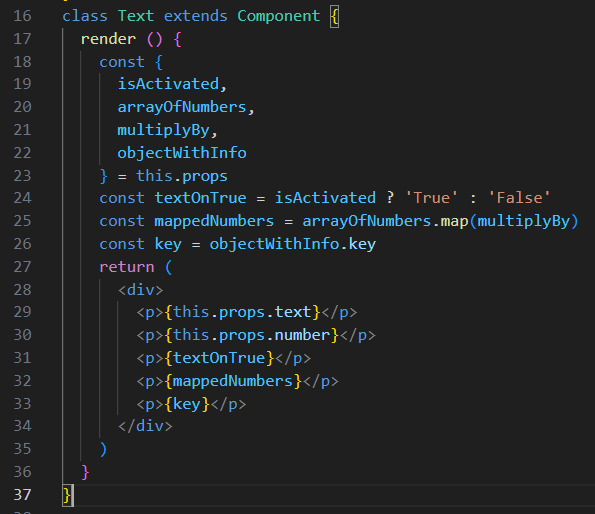 16 class Text extends Component {
17   render () {
18     const {
19       isActivated,
20       arrayOfNumbers,
21       multiplyBy,
22       objectWithInfo
23     } = this.props
24     const textOnTrue = isActivated ? 'True' : 'False'
25     const mappedNumbers = arrayOfNumbers.map(multiplyBy)
26     const key = objectWithInfo.key
27     return (
28       <div>
29         <p>{this.props.text}</p>
30         <p>{this.props.number}</p>
31         <p>{textOnTrue}</p>
32         <p>{mappedNumbers}</p>
33         <p>{key}</p>
34       </div>
35     )
36   }
37 }